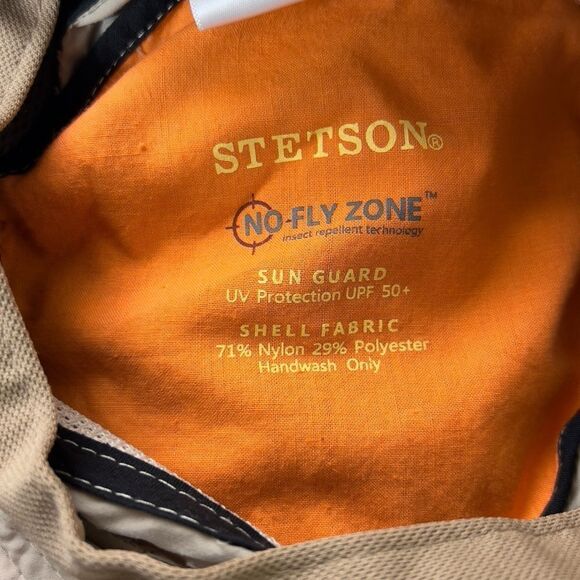 STETSON®
NO FLY ZONE™
insect repellent technology
SUN GUARD
UV Protection UPF 50+
SHELL FABRIC
71% Nylon 29% Polyester
Handwash Only